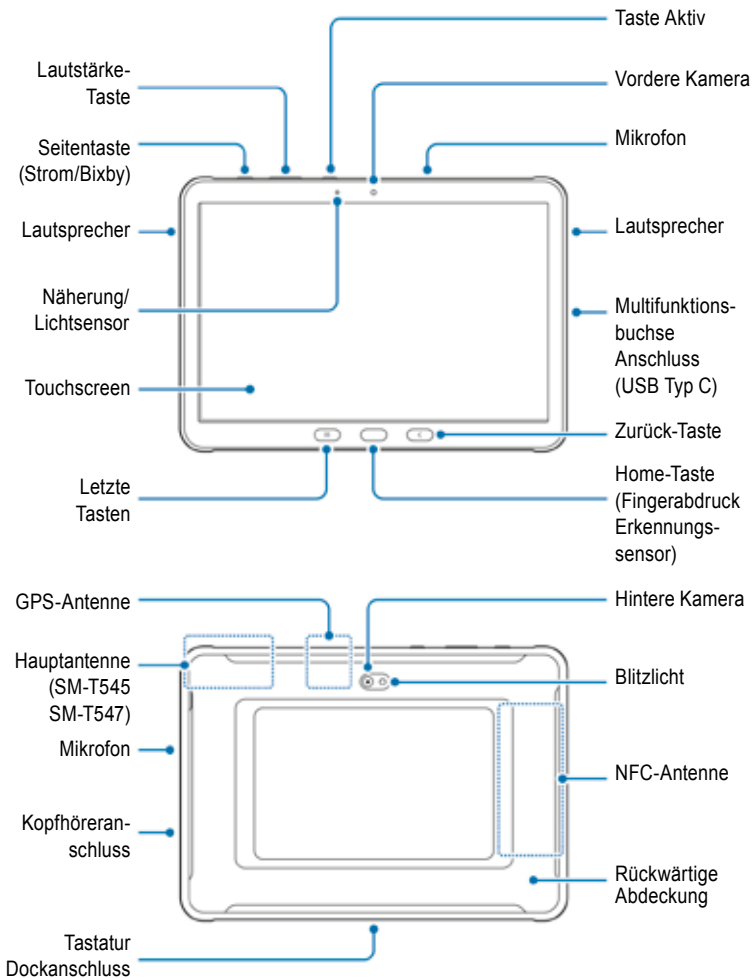 Taste Aktiv
Lautstärke-
Taste
Vordere Kamera
Mikrofon
Seitentaste
(Strom/Bixby)
Lautsprecher
Lautsprecher
Näherung/
Lichtsensor
Multifunktions-
buchse
Anschluss
(USB Typ C)
Touchscreen
Zurück-Taste
Letzte
Tasten
Home-Taste
(Fingerabdruck
Erkennungs-
sensor)
GPS-Antenne
Hintere Kamera
Hauptantenne
(SM-T545
SM-T547)
Blitzlicht
Mikrofon
NFC-Antenne
Kopfhöreran-
schluss
Rückwärtige
Abdeckung
Tastatur
Dockanschluss